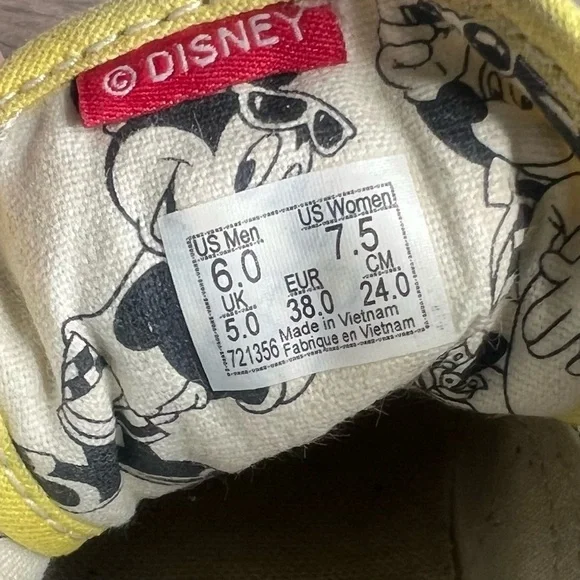 © DISNEY
US Men US Women
6.0 7.5
UK EUR CM
5.0 38.0 24.0
721356 Made in Vietnam
Fabrique en Vietnam